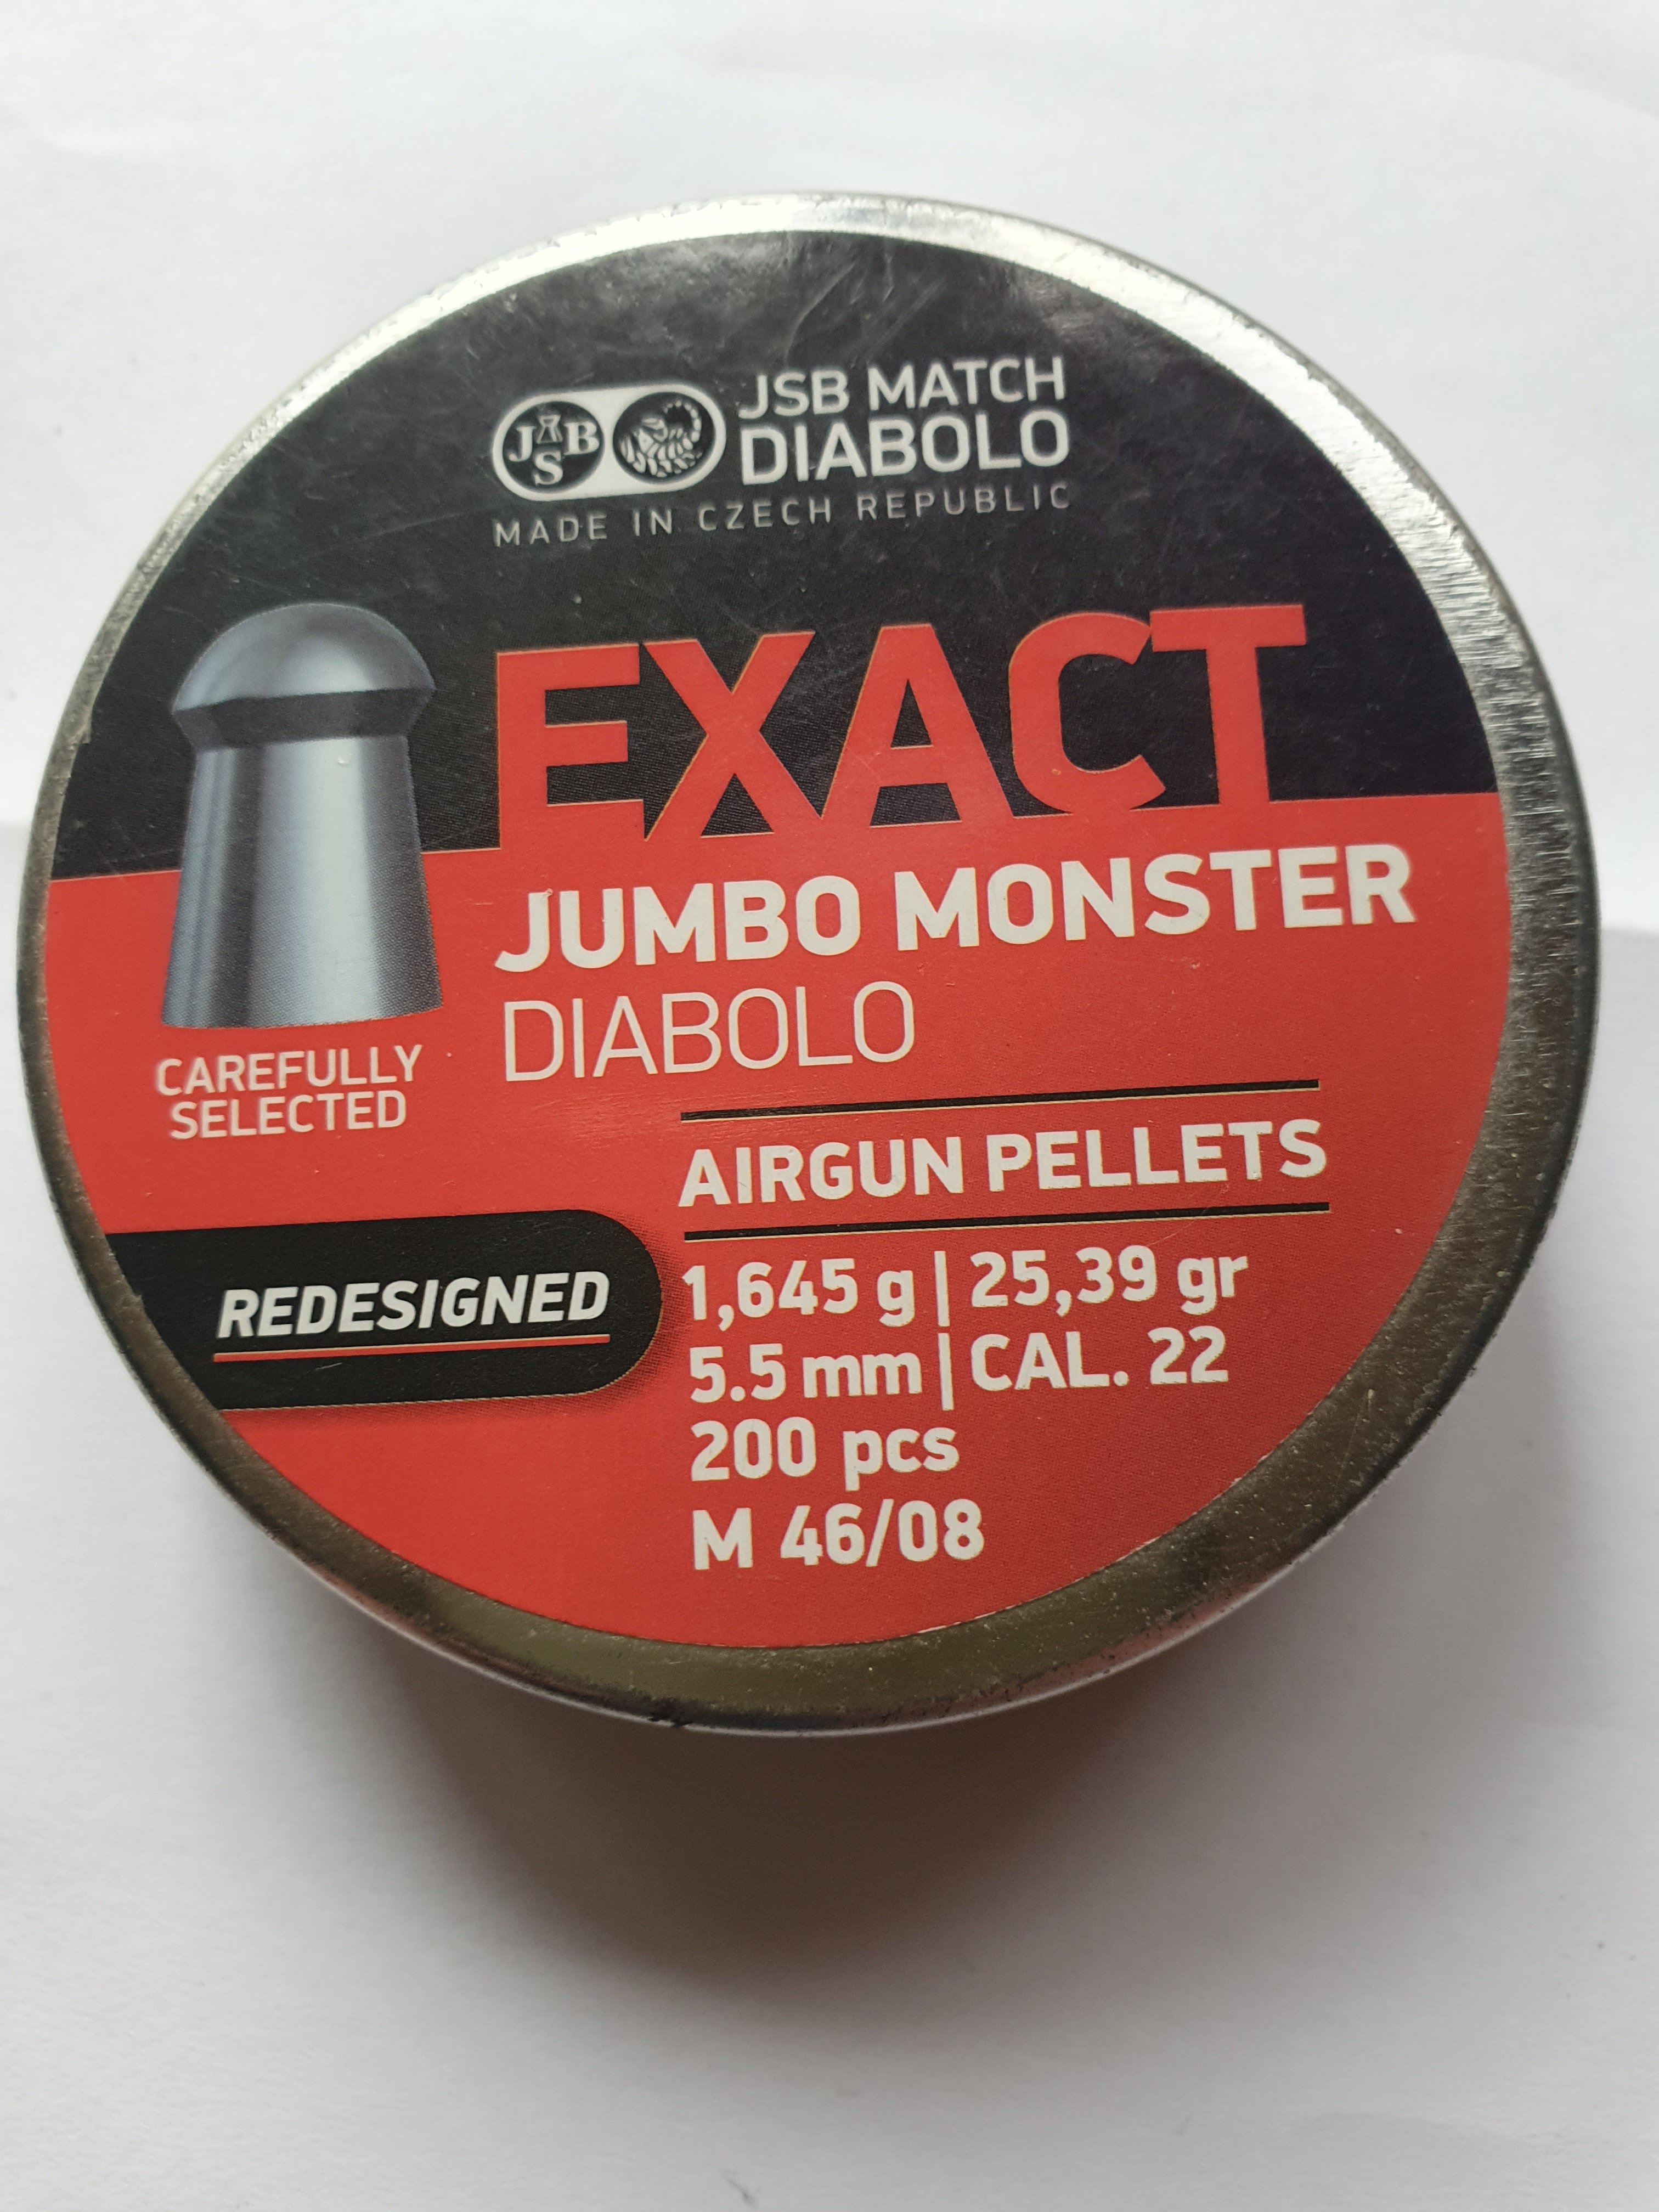 JSB
JSB MATCH
DIABOLO
MADE IN CZECH REPUBLIC
EXACT
JUMBO MONSTER
DIABOLO
CAREFULLY
SELECTED
AIRGUN PELLETS
REDESIGNED
1,645 g | 25,39 gr
5.5 mm | CAL. 22
200 pcs
M 46/08